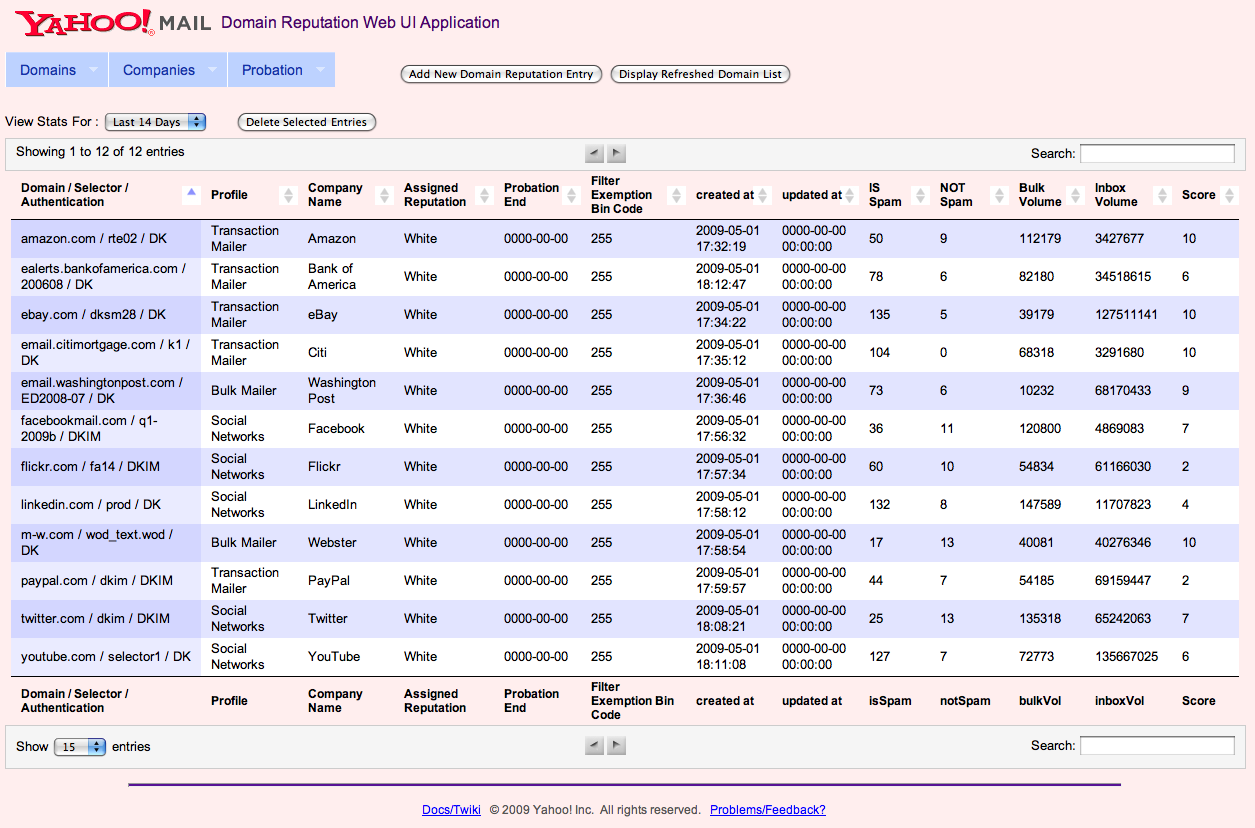 YAHOO!® MAIL Domain Reputation Web UI Application
Domains Companies Probation Add New Domain Reputation Entry Display Refreshed Domain List
View Stats For : Last 14 Days Delete Selected Entries
Showing 1 to 12 of 12 entries Search:
Domain / Selector / Authentication Profile Company Name Assigned Reputation Probation End Filter Exemption Bin Code created at updated at IS Spam NOT Spam Bulk Volume Inbox Volume Score
amazon.com / rte02 / DK Transaction Mailer Amazon White 0000-00-00 255 2009-05-01 17:32:19 0000-00-00 00:00:00 50 9 112179 3427677 10
ealerts.bankofamerica.com / 200608 / DK Transaction Mailer Bank of America White 0000-00-00 255 2009-05-01 18:12:47 0000-00-00 00:00:00 78 6 82180 34518615 6
ebay.com / dksm28 / DK Transaction Mailer eBay White 0000-00-00 255 2009-05-01 17:34:22 0000-00-00 00:00:00 135 5 39179 127511141 10
email.citimortgage.com / k1 / DK Transaction Mailer Citi White 0000-00-00 255 2009-05-01 17:35:12 0000-00-00 00:00:00 104 0 68318 3291680 10
email.washingtonpost.com / ED2008-07 / DK Bulk Mailer Washington Post White 0000-00-00 255 2009-05-01 17:36:46 0000-00-00 00:00:00 73 6 10232 68170433 9
facebookmail.com / q1-2009b / DKIM Social Networks Facebook White 0000-00-00 255 2009-05-01 17:56:32 0000-00-00 00:00:00 36 11 120800 4869083 7
flickr.com / fa14 / DKIM Social Networks Flickr White 0000-00-00 255 2009-05-01 17:57:34 0000-00-00 00:00:00 60 10 54834 61166030 2
linkedin.com / prod / DK Social Networks LinkedIn White 0000-00-00 255 2009-05-01 17:58:12 0000-00-00 00:00:00 132 8 147589 11707823 4
m-w.com / wod_text.wod / DK Bulk Mailer Webster White 0000-00-00 255 2009-05-01 17:58:54 0000-00-00 00:00:00 17 13 40081 40276346 10
paypal.com / dkim / DKIM Transaction Mailer PayPal White 0000-00-00 255 2009-05-01 17:59:57 0000-00-00 00:00:00 44 7 54185 69159447 2
twitter.com / dkim / DKIM Social Networks Twitter White 0000-00-00 255 2009-05-01 18:08:21 0000-00-00 00:00:00 25 13 135318 65242063 7
youtube.com / selector1 / DK Social Networks YouTube White 0000-00-00 255 2009-05-01 18:11:08 0000-00-00 00:00:00 127 7 72773 135667025 6
Domain / Selector / Authentication Profile Company Name Assigned Reputation Probation End Filter Exemption Bin Code created at updated at isSpam notSpam bulkVol inboxVol Score
Show 15 entries Search:
Docs/Twiki © 2009 Yahoo! Inc. All rights reserved. Problems/Feedback?